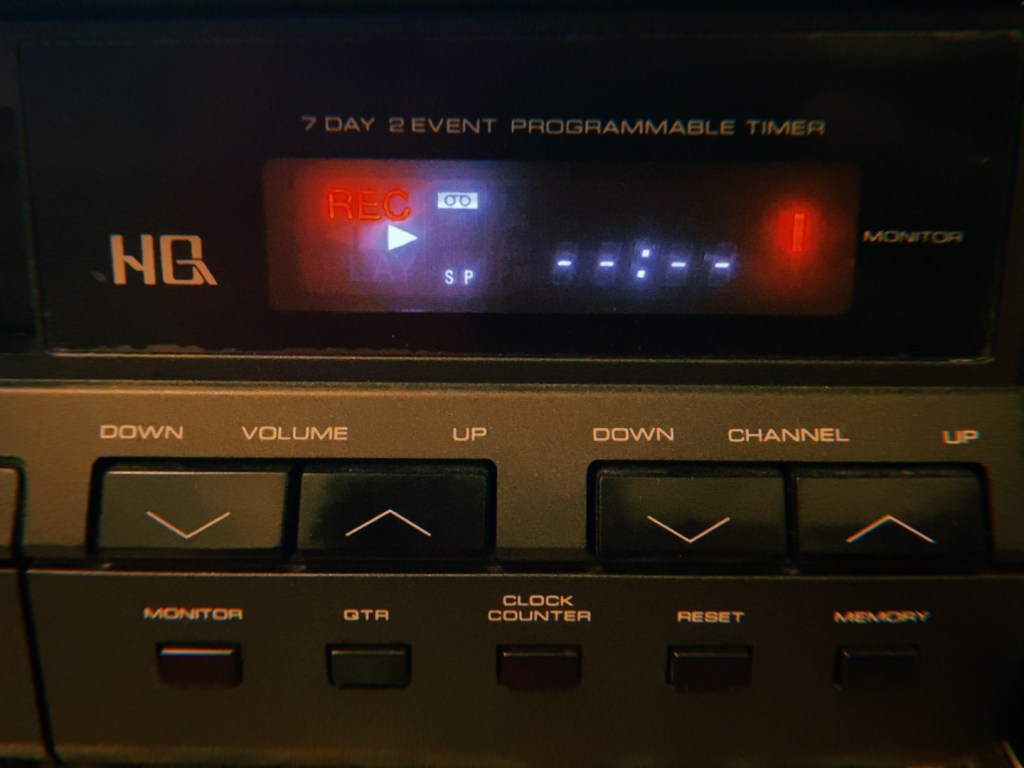 7 DAY 2 EVENT PROGRAMMABLE TIMER
REC
HQ
SP
--:--
MONITOR
DOWN VOLUME UP
DOWN CHANNEL UP
MONITOR
QTR
CLOCK
COUNTER
RESET
MEMORY